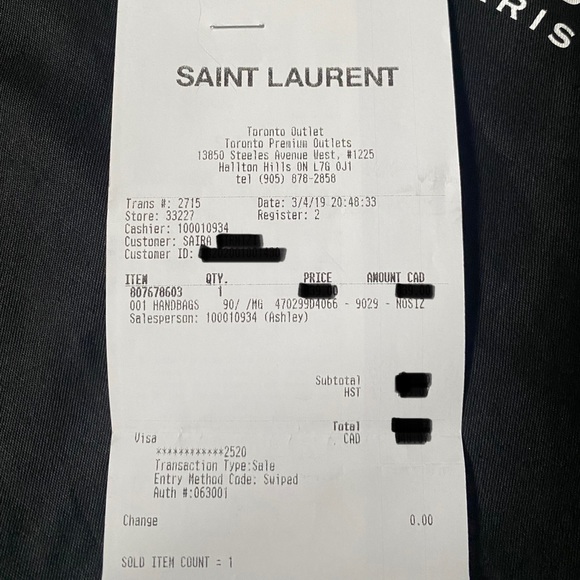 RIS
SAINT LAURENT
Toronto Outlet
Toronto Premium Outlets
13850 Steeles Avenue West, #1225
Hallton Hills ON L7G 0J1
tel (905) 878-2858
Trans #: 2715 Date: 3/4/19 20:48:33
Store: 33227 Register: 2
Cashier: 100010934
Customer: SAIRA
Customer ID:
ITEM QTY. PRICE AMOUNT CAD
807678603 1
001 HANDBAGS 90/ /MG 470299D4066 - 9029 - NOSIZ
Salesperson: 100010934 (Ashley)
Subtotal
HST
Total
Visa CAD
************2520
Transaction Type:Sale
Entry Method Code: Swiped
Auth #:063001
Change 0.00
SOLD ITEM COUNT = 1